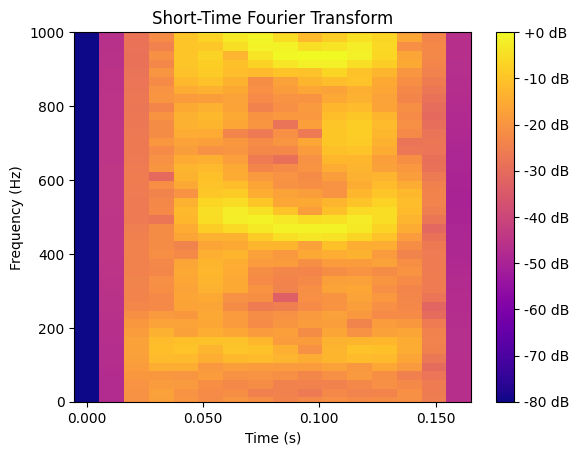 Short-Time Fourier Transform
1000
800
600
400
200
0
Frequency (Hz)
0.000
0.050
0.100
0.150
Time (s)
+0 dB
-10 dB
-20 dB
-30 dB
-40 dB
-50 dB
-60 dB
-70 dB
-80 dB